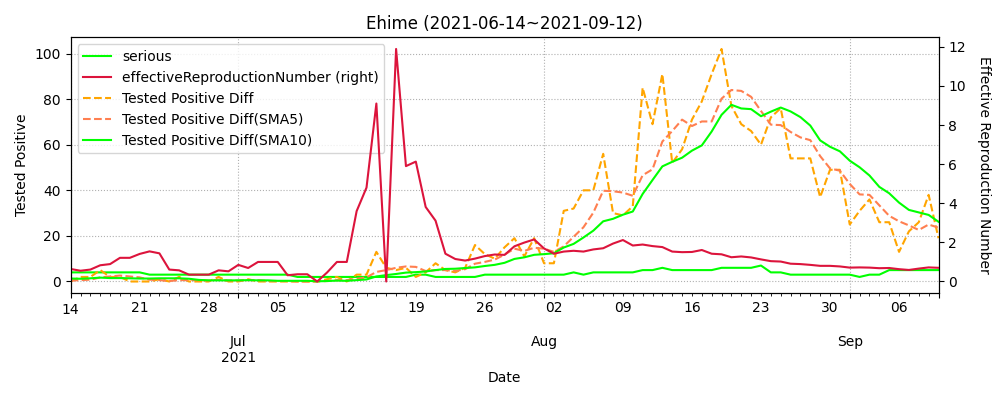 Ehime (2021-06-14~2021-09-12)
serious
effectiveReproductionNumber (right)
Tested Positive Diff
Tested Positive Diff(SMA5)
Tested Positive Diff(SMA10)
Tested Positive
100
80
60
40
20
0
Effective Reproduction Number
12
10
8
6
4
2
0
14 21 28 05 12 19 26 02 09 16 23 30 06
Jul Aug Sep
2021
Date